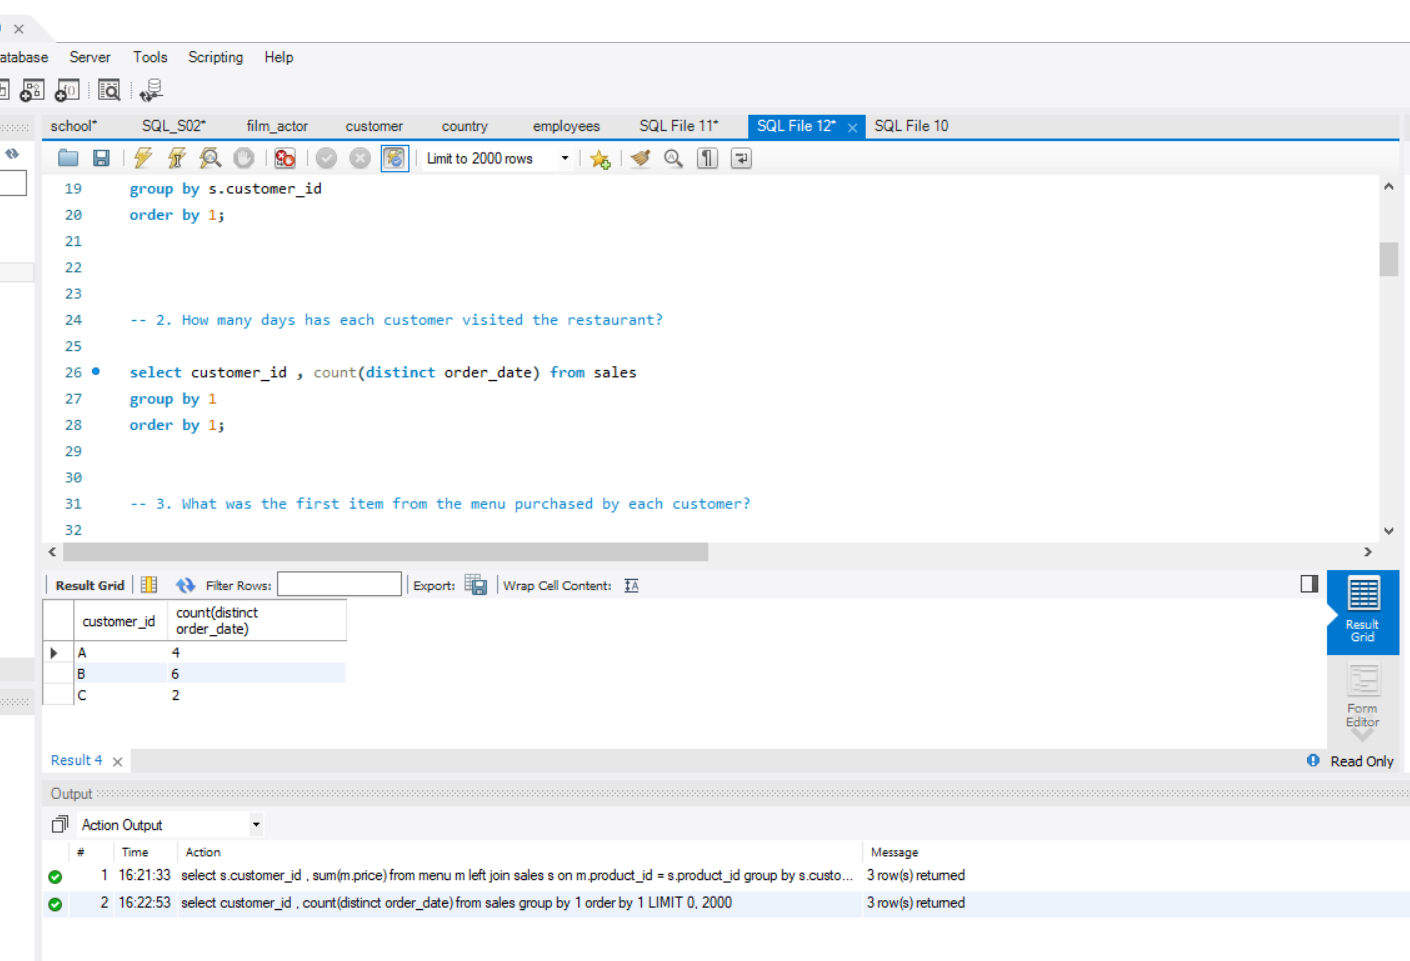 Server Tools Scripting Help
school* SQL_S02* film_actor customer country employees SQL File 11* SQL File 12* SQL File 10
Limit to 2000 rows
19 group by s.customer_id
20 order by 1;
21
22
23
24 -- 2. How many days has each customer visited the restaurant?
25
26 select customer_id , count(distinct order_date) from sales
27 group by 1
28 order by 1;
29
30
31 -- 3. What was the first item from the menu purchased by each customer?
32
Result Grid Filter Rows: Export: Wrap Cell Content:
customer_id count(distinct
order_date)
A 4
B 6
C 2
Result
Grid
Form
Editor
Result 4 Read Only
Output
Action Output
# Time Action Message
1 16:21:33 select s.customer_id , sum(m.price) from menu m left join sales s on m.product_id = s.product_id group by s.custo... 3 row(s) returned
2 16:22:53 select customer_id , count(distinct order_date) from sales group by 1 order by 1 LIMIT 0, 2000 3 row(s) returned